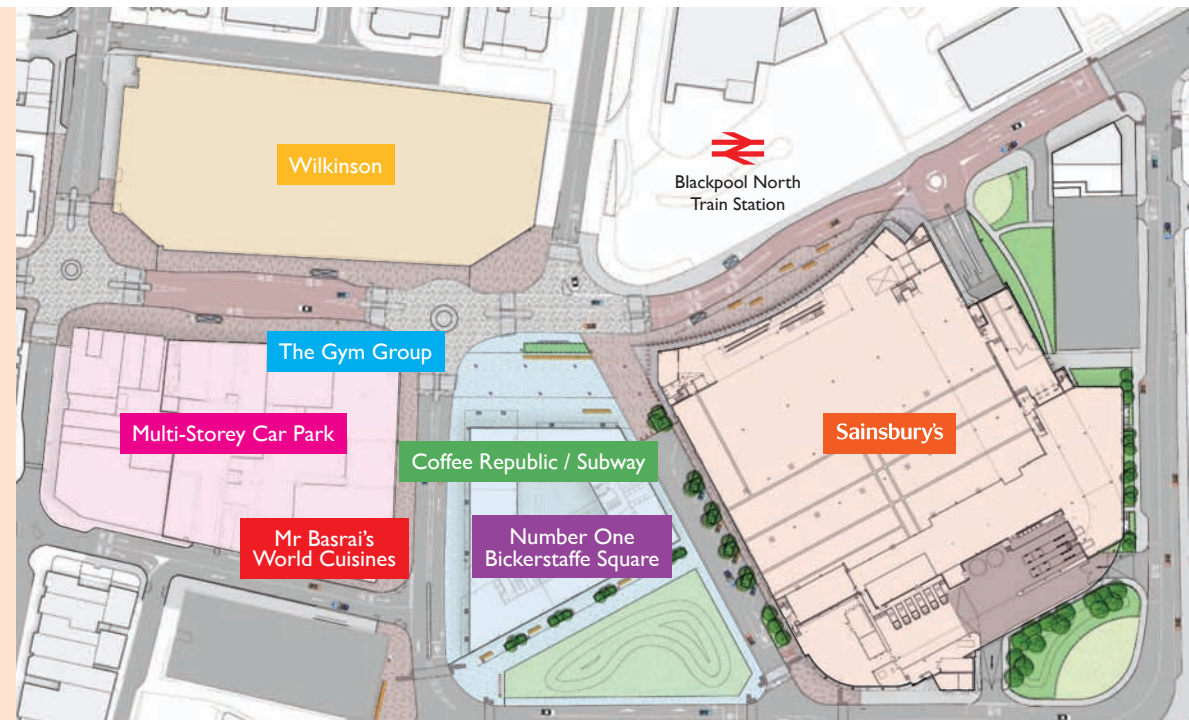 Wilkinson
Blackpool North
Train Station
The Gym Group
Multi-Storey Car Park
Sainsbury's
Coffee Republic / Subway
Mr Basrai’s
World Cuisines
Number One
Bickerstaffe Square